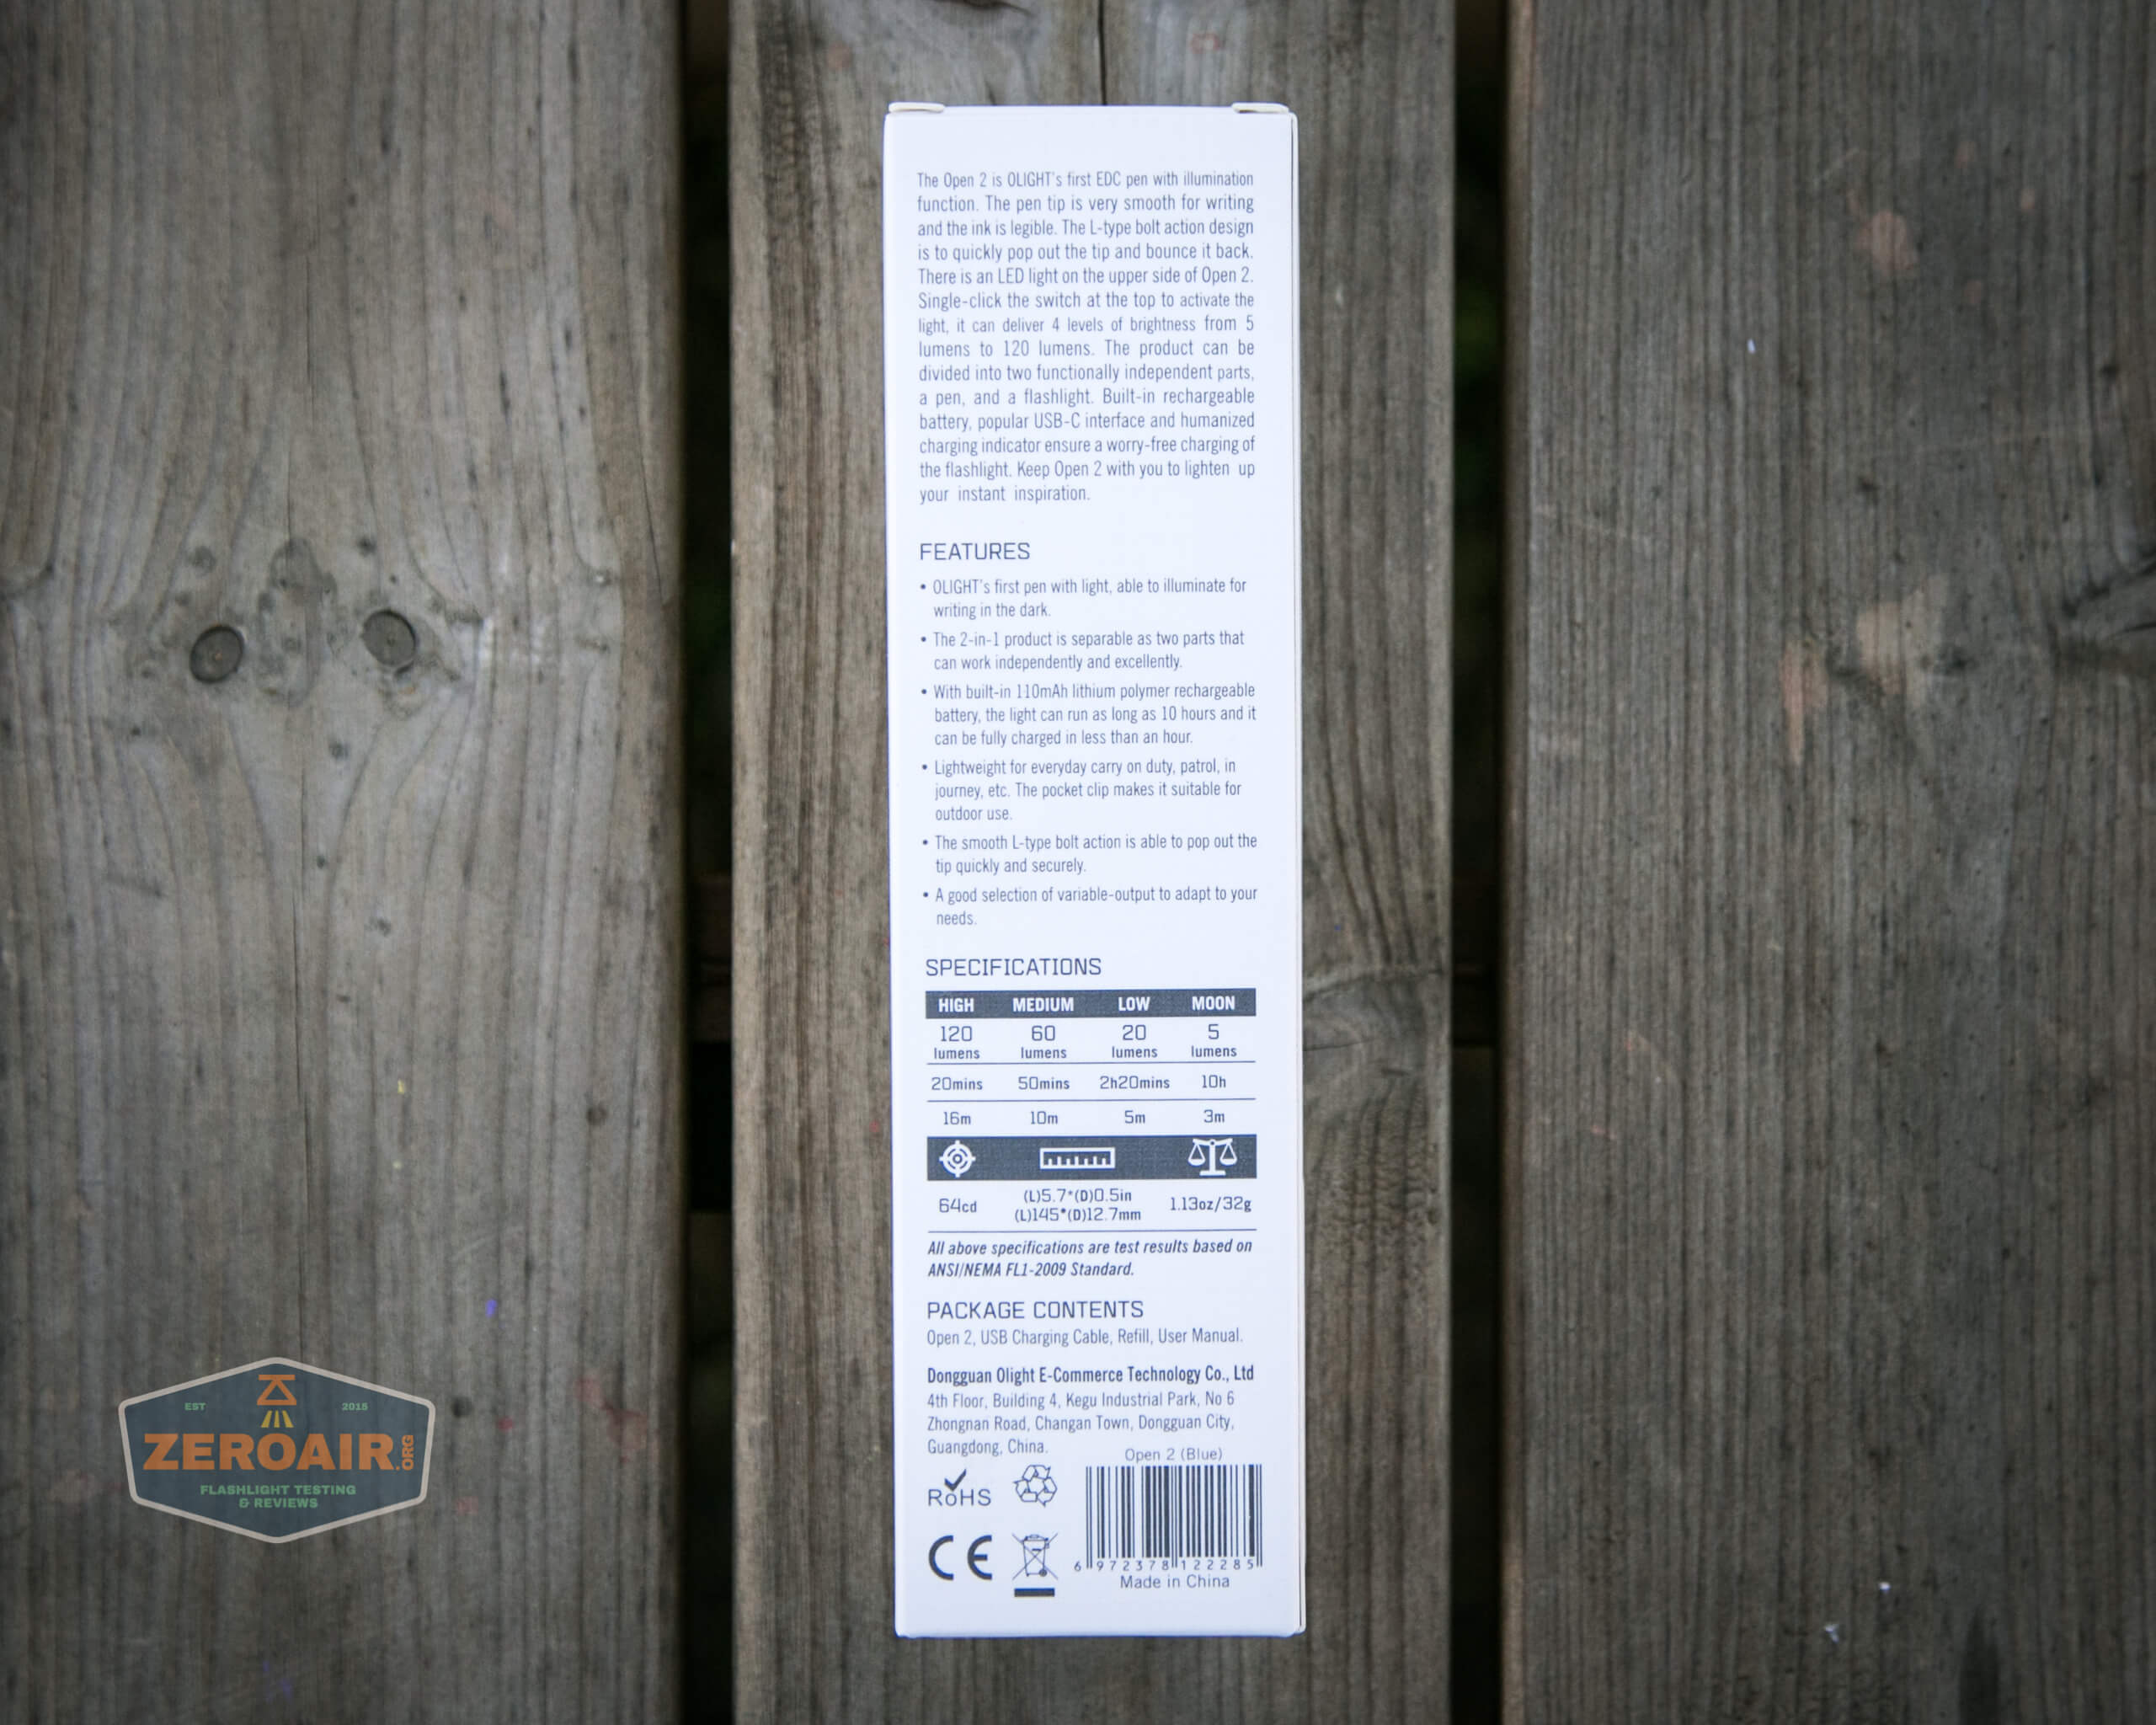 The Open 2 is OLIGHT's first EDC pen with illumination
function. The pen tip is very smooth for writing
and the ink is legible. The L-type bolt action design
is to quickly pop out the tip and bounce it back.
There is an LED light on the upper side of Open 2.
Single-click the switch at the top to activate the
light, it can deliver 4 levels of brightness from 5
lumens to 120 lumens. The product can be
divided into two functionally independent parts,
a pen, and a flashlight. Built-in rechargeable
battery, popular USB-C interface and humanized
charging indicator ensure a worry-free charging of
the flashlight. Keep Open 2 with you to lighten up
your instant inspiration.
FEATURES
• OLIGHT's first pen with light, able to illuminate for
writing in the dark.
• The 2-in-1 product is separable as two parts that
can work independently and excellently.
• With built-in 110mAh lithium polymer rechargeable
battery, the light can run as long as 10 hours and it
can be fully charged in less than an hour.
• Lightweight for everyday carry on duty, patrol, in
journey, etc. The pocket clip makes it suitable for
outdoor use.
• The smooth L-type bolt action is able to pop out the
tip quickly and securely.
• A good selection of variable-output to adapt to your
needs.
SPECIFICATIONS
HIGH MEDIUM LOW MOON
120 60 20 5
lumens lumens lumens lumens
20mins 50mins 2h20mins 10h
16m 10m 5m 3m
64cd (L)5.7*(D)0.5in 1.13oz/32g
(L)145*(D)12.7mm
All above specifications are test results based on
ANSI/NEMA FL1-2009 Standard.
PACKAGE CONTENTS
Open 2, USB Charging Cable, Refill, User Manual.
Dongguan Olight E-Commerce Technology Co., Ltd
4th Floor, Building 4, Kegu Industrial Park, No 6
Zhongnan Road, Changan Town, Dongguan City,
Guangdong, China.
Open 2 (Blue)
RoHS
CE
6 972378 122285
Made in China
EST 2015
ZEROAIR.ORG
FLASHLIGHT TESTING
& REVIEWS